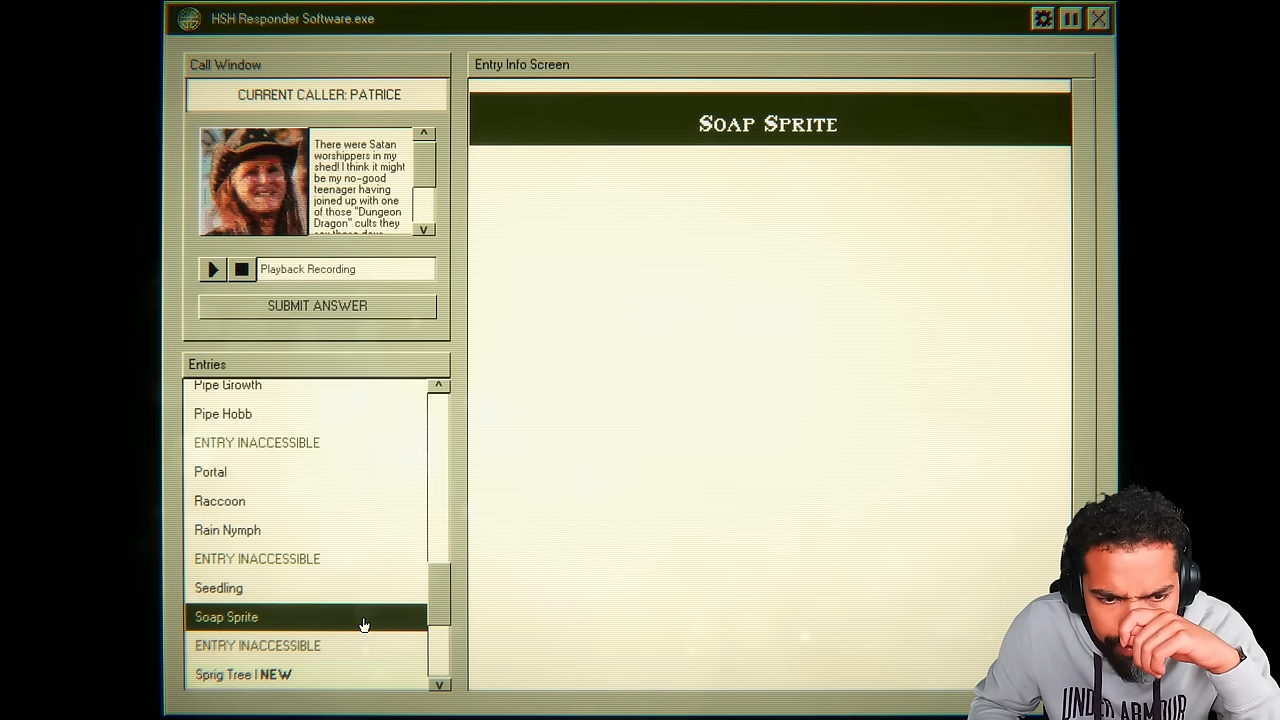 HSH Responder Software.exe
Call Window
CURRENT CALLER: PATRICE
There were Satan
worshippers in my
shed! I think it might
be my no-good
teenager having
joined up with one
of those "Dungeon
Dragon" cults they
Playback Recording
SUBMIT ANSWER
Entries
Pipe Growth
Pipe Hobb
ENTRY INACCESSIBLE
Portal
Raccoon
Rain Nymph
ENTRY INACCESSIBLE
Seedling
Soap Sprite
ENTRY INACCESSIBLE
Sprig Tree | NEW
Entry Info Screen
Soap Sprite
UNDER ARMOUR